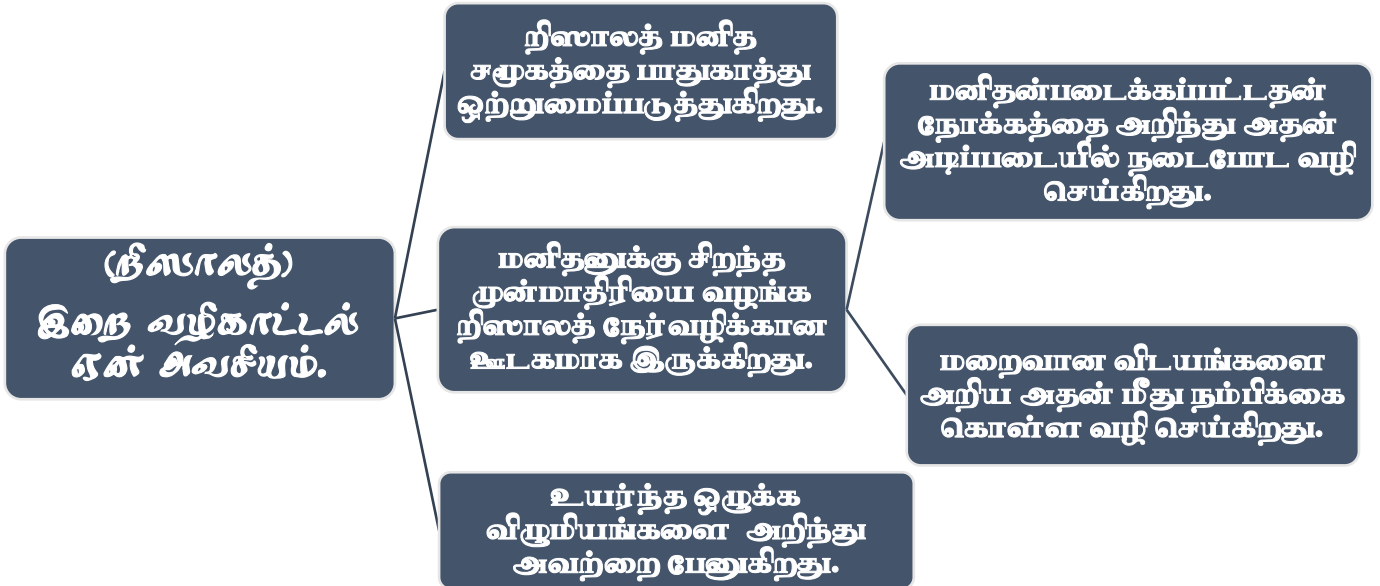 (றிஸாலத்)
இறை வழிகாட்டல்
ஏன் அவசியம்.
றிஸாலத் மனித
சமூகத்தை பாதுகாத்து
ஒற்றுமைப்படுத்துகிறது.
மனிதனுக்கு சிறந்த
முன்மாதிரியை வழங்க
றிஸாலத் நேர்வழிக்கான
ஊடகமாக இருக்கிறது.
மனிதன்படைக்கப்பட்டதன்
நோக்கத்தை அறிந்து அதன்
அடிப்படையில் நடைபோட வழி
செய்கிறது.
மறைவான விடயங்களை
அறிய அதன் மீது நம்பிக்கை
கொள்ள வழி செய்கிறது.
உயர்ந்த ஒழுக்க
விழுமியங்களை அறிந்து
அவற்றை பேனுகிறது.